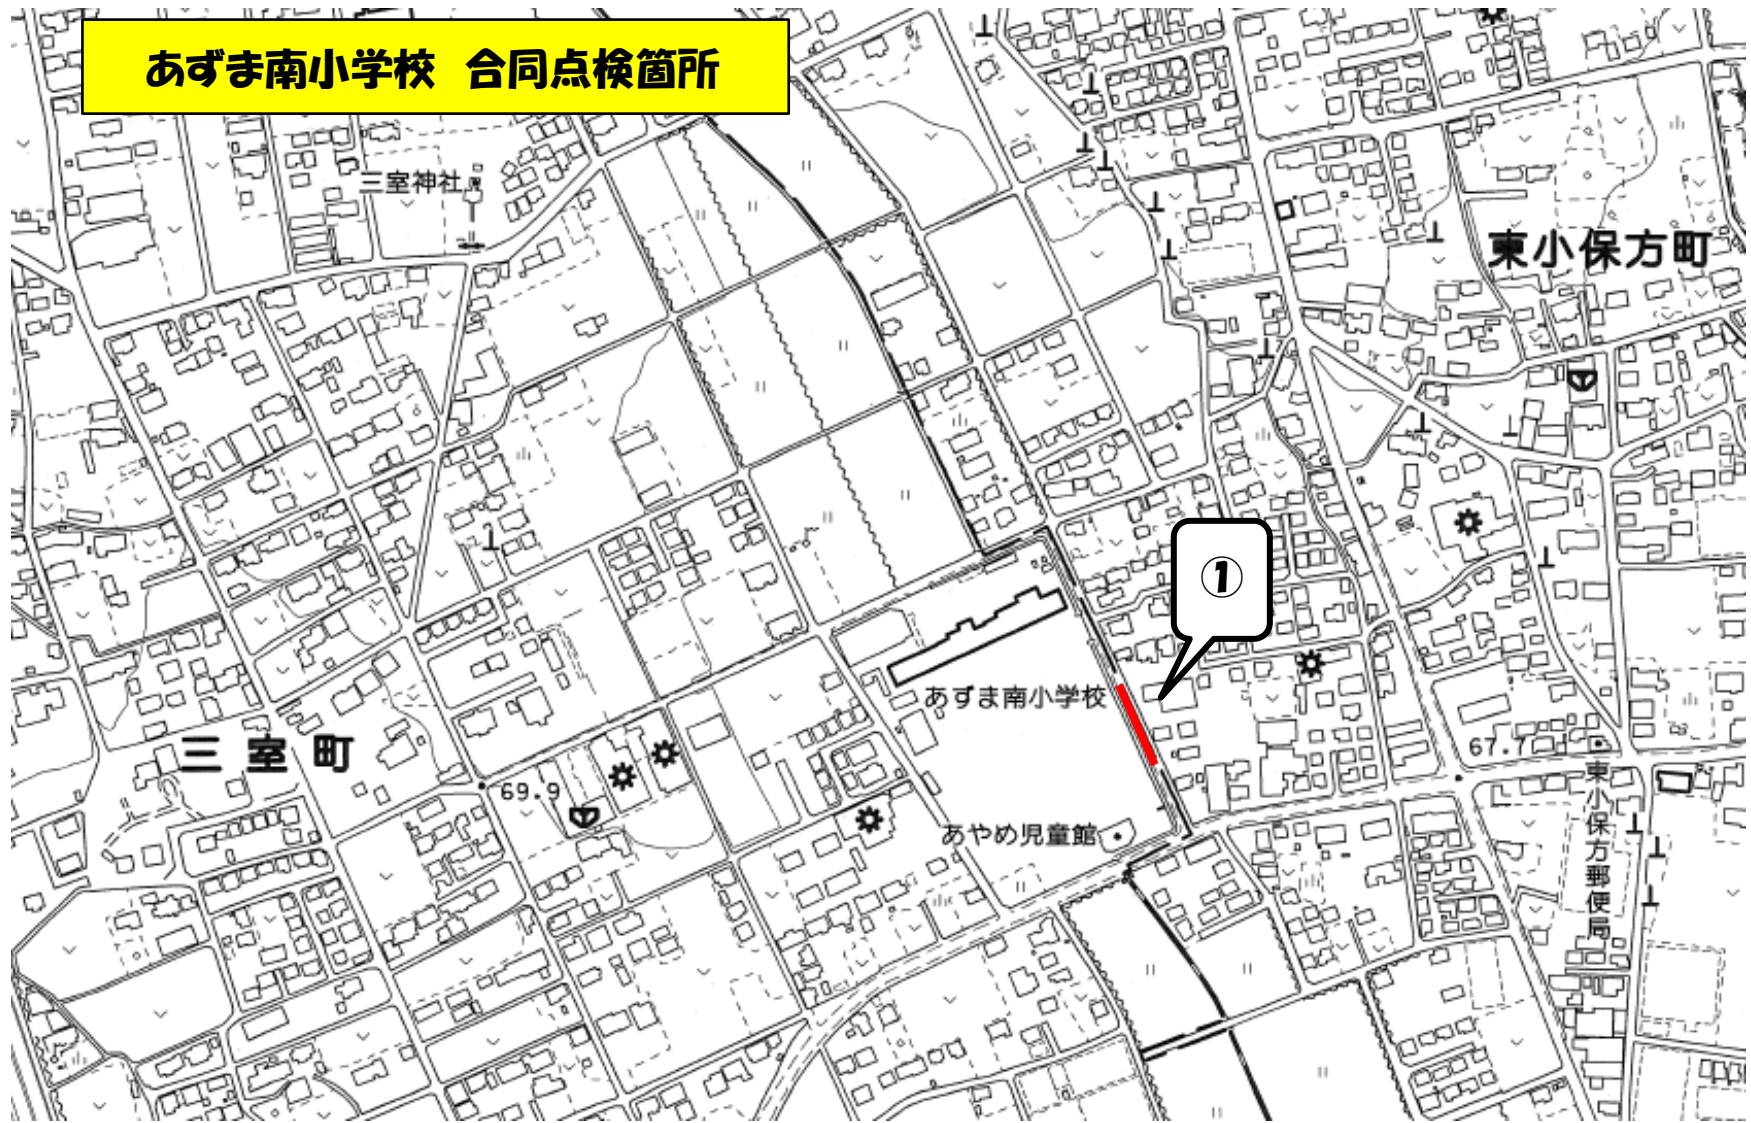 あずま南小学校 合同点検箇所
三室神社
東小保方町
①
あずま南小学校
三室町
69.9
67.7
東小保方郵便局
あやめ児童館